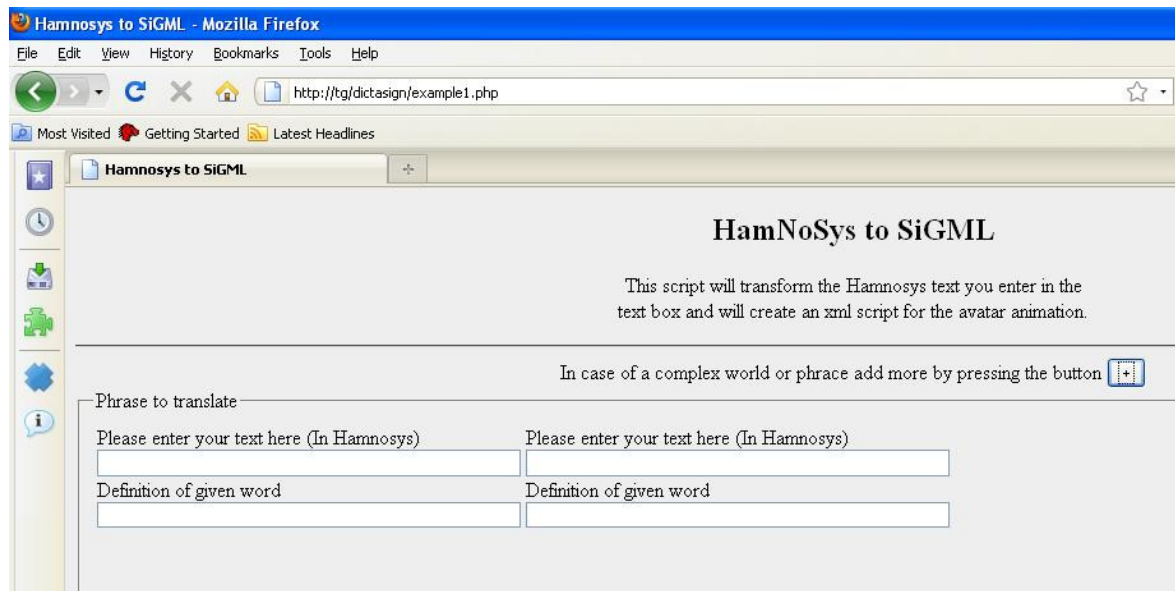 Hamnosys to SiGML - Mozilla Firefox
File Edit View History Bookmarks Tools Help
http://tg/dictasign/example1.php
Most Visited Getting Started Latest Headlines
Hamnosys to SiGML
HamNoSys to SiGML
This script will transform the Hamnosys text you enter in the
text box and will create an xml script for the avatar animation.
In case of a complex world or phrace add more by pressing the button +
Phrase to translate
Please enter your text here (In Hamnosys) Please enter your text here (In Hamnosys)
Definition of given word Definition of given word